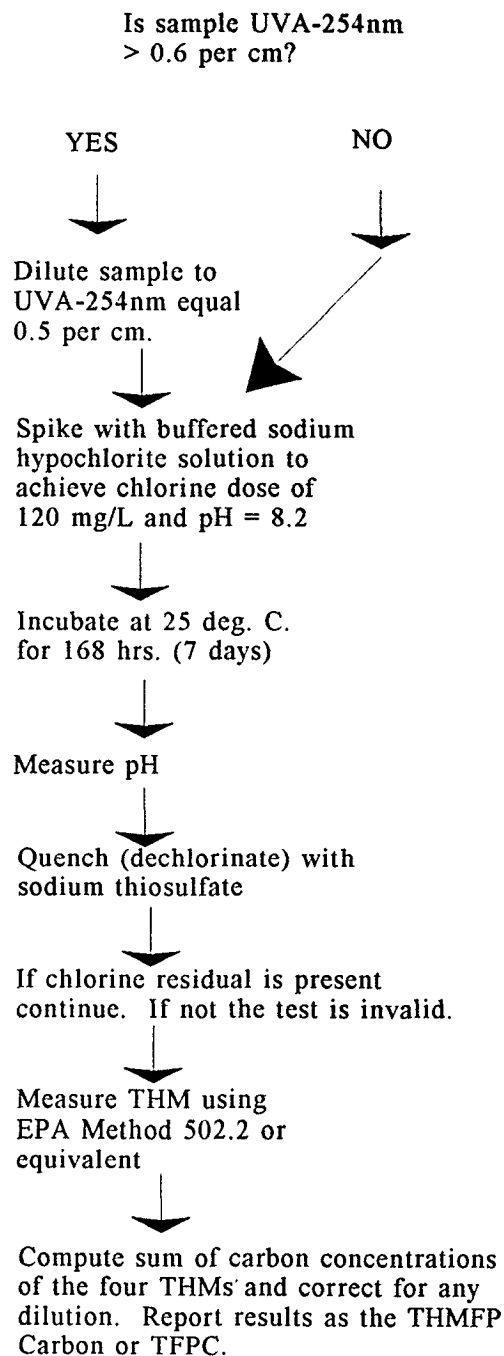 Is sample UVA-254nm
> 0.6 per cm?
YES
NO
Dilute sample to
UVA-254nm equal
0.5 per cm.
Spike with buffered sodium
hypochlorite solution to
achieve chlorine dose of
120 mg/L and pH = 8.2
Incubate at 25 deg. C.
for 168 hrs. (7 days)
Measure pH
Quench (dechlorinate) with
sodium thiosulfate
If chlorine residual is present
continue. If not the test is invalid.
Measure THM using
EPA Method 502.2 or
equivalent
Compute sum of carbon concentrations
of the four THMs and correct for any
dilution. Report results as the THMFP
Carbon or TFPC.